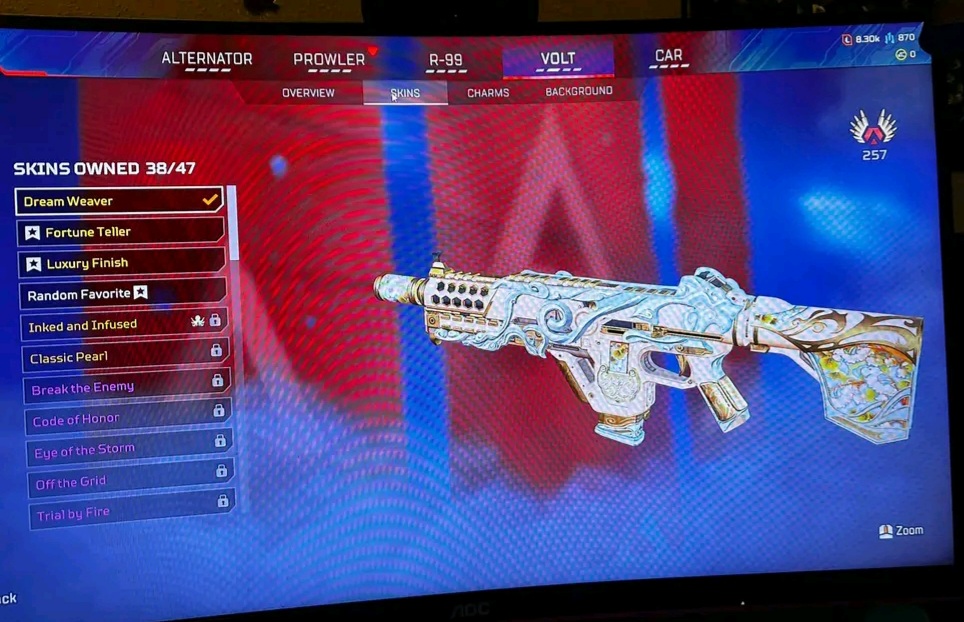 ALTERNATOR PROWLER R-99 VOLT CAR
8.30k 870
0
OVERVIEW SKINS CHARMS BACKGROUND
257
SKINS OWNED 38/47
Dream Weaver
Fortune Teller
Luxury Finish
Random Favorite
Inked and Infused
Classic Pearl
Break the Enemy
Code of Honor
Eye of the Storm
Off the Grid
Trial by Fire
Zoom
ck
AOC